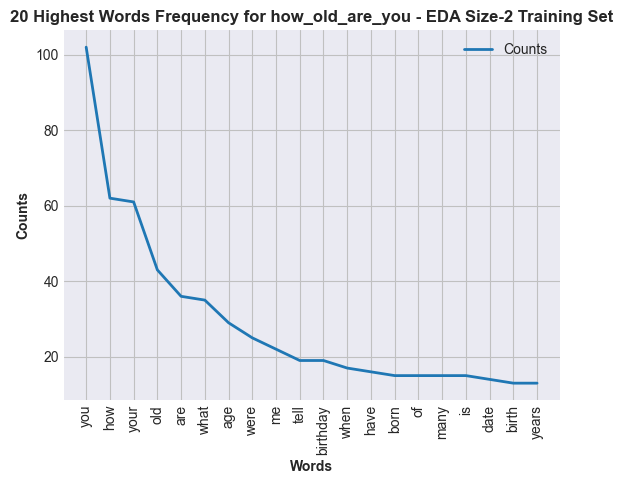 20 Highest Words Frequency for how_old_are_you - EDA Size-2 Training Set
Counts
Counts
100
80
60
40
20
you
how
your
old
are
what
age
were
me
tell
birthday
when
have
born
of
many
is
date
birth
years
Words